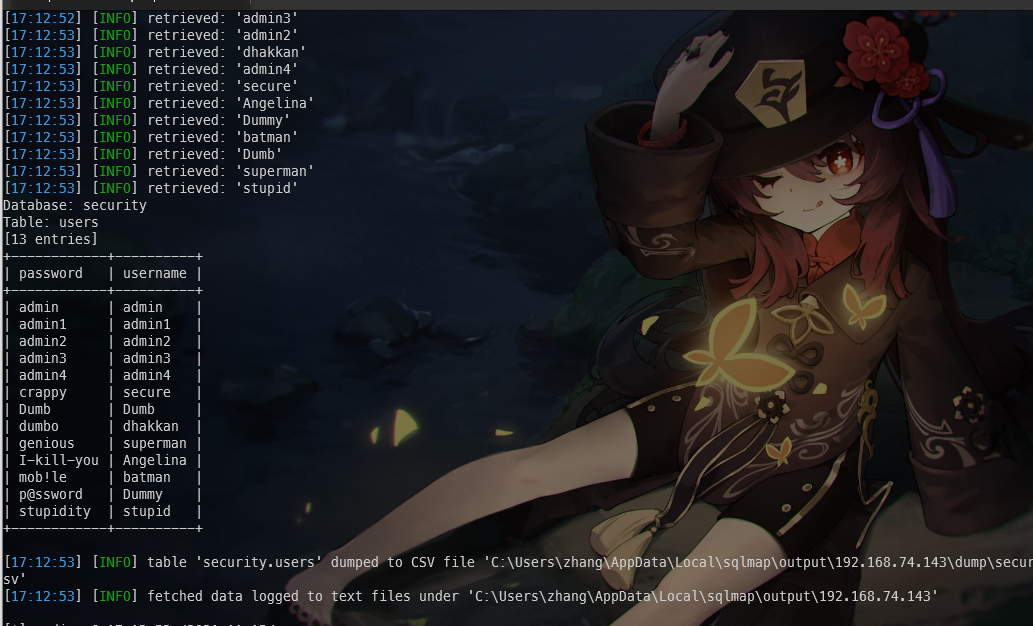 [17:12:52] [INFO] retrieved: 'admin3'
[17:12:53] [INFO] retrieved: 'admin2'
[17:12:53] [INFO] retrieved: 'dhakkan'
[17:12:53] [INFO] retrieved: 'admin4'
[17:12:53] [INFO] retrieved: 'secure'
[17:12:53] [INFO] retrieved: 'Angelina'
[17:12:53] [INFO] retrieved: 'Dummy'
[17:12:53] [INFO] retrieved: 'batman'
[17:12:53] [INFO] retrieved: 'Dumb'
[17:12:53] [INFO] retrieved: 'superman'
[17:12:53] [INFO] retrieved: 'stupid'
Database: security
Table: users
[13 entries]
+------------+----------+
| password   | username |
+------------+----------+
| admin      | admin    |
| admin1     | admin1   |
| admin2     | admin2   |
| admin3     | admin3   |
| admin4     | admin4   |
| crappy     | secure   |
| Dumb       | Dumb     |
| dumbo      | dhakkan  |
| genious    | superman |
| I-kill-you | Angelina |
| mob!le     | batman   |
| p@ssword   | Dummy    |
| stupidity  | stupid   |
+------------+----------+
[17:12:53] [INFO] table 'security.users' dumped to CSV file 'C:\Users\zhang\AppData\Local\sqlmap\output\192.168.74.143\dump\secur
sv'
[17:12:53] [INFO] fetched data logged to text files under 'C:\Users\zhang\AppData\Local\sqlmap\output\192.168.74.143'